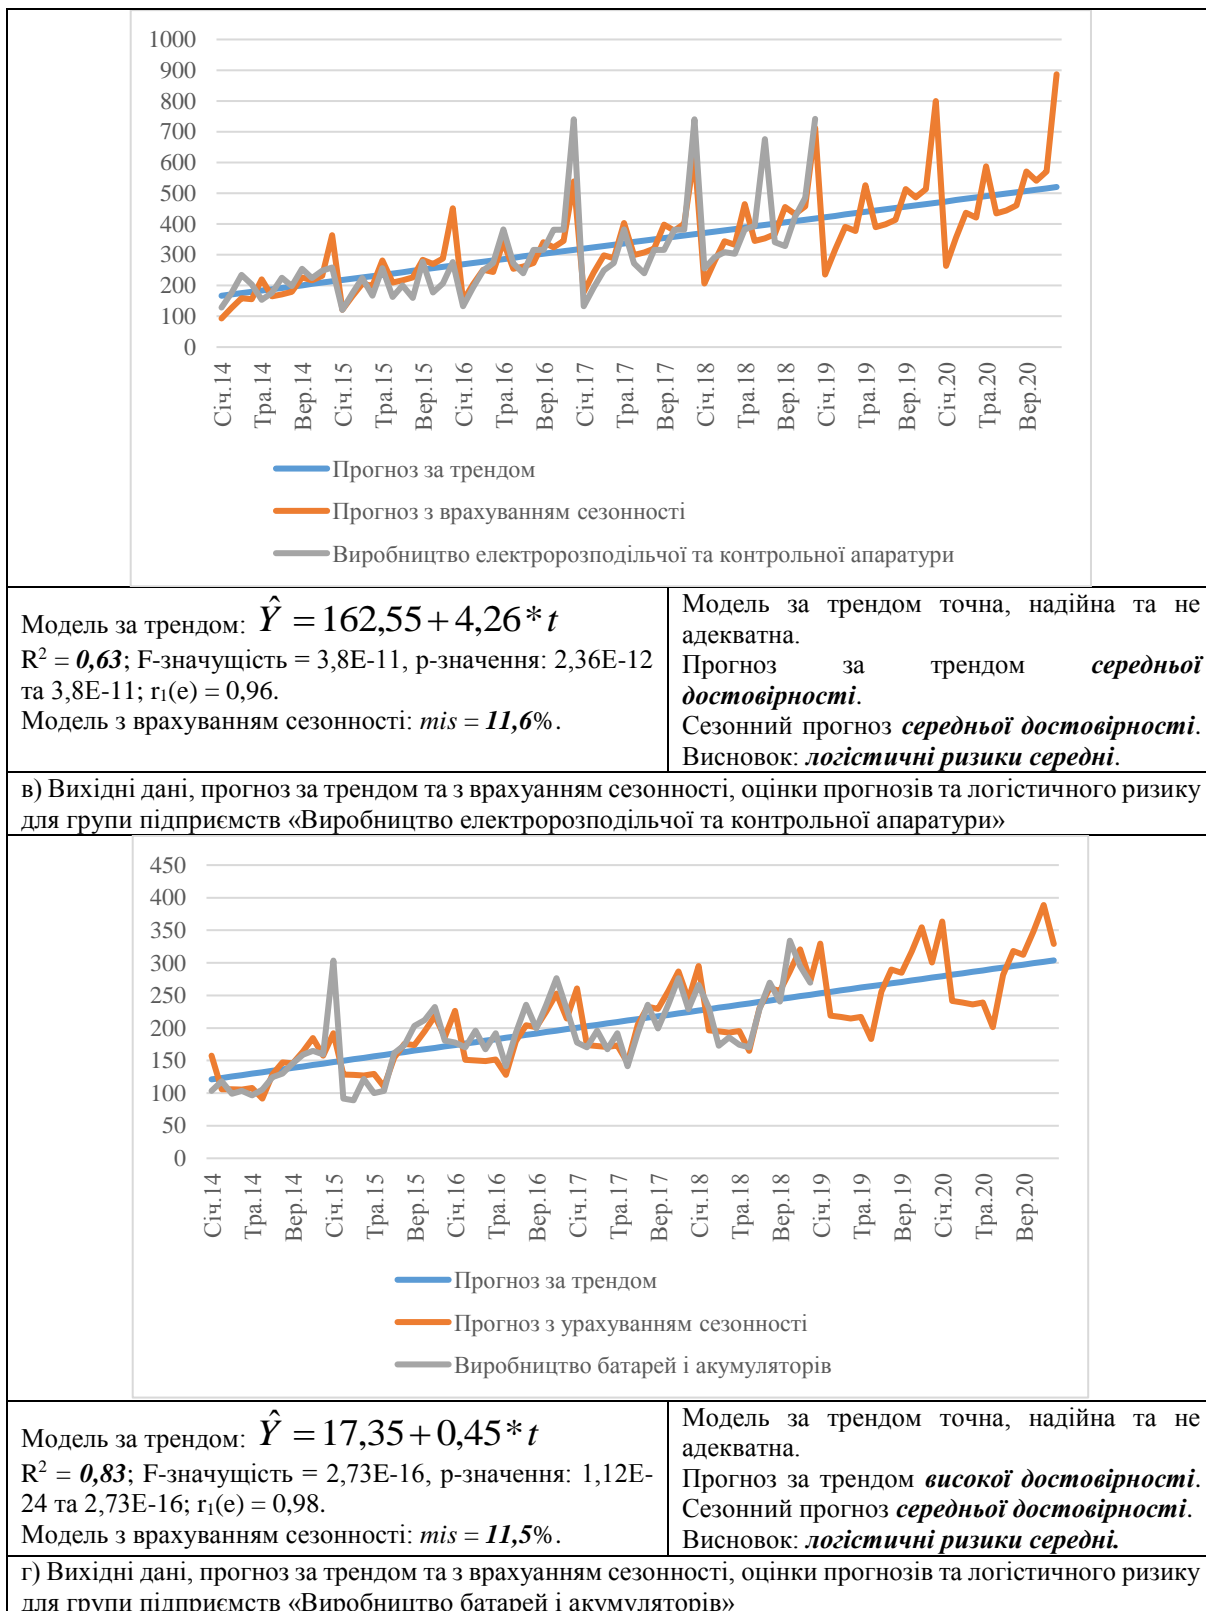 1000
900
800
700
600
500
400
300
200
100
0
Січ.14
Тра.14
Вер.14
Січ.15
Тра.15
Вер.15
Січ.16
Тра.16
Вер.16
Січ.17
Тра.17
Вер.17
Січ.18
Тра.18
Вер.18
Січ.19
Тра.19
Вер.19
Січ.20
Тра.20
Вер.20
Прогноз за трендом
Прогноз з врахуванням сезонності
Виробництво електророзподільчої та контрольної апаратури
Модель за трендом: Ŷ = 162,55 + 4,26 * t
R² = 0,63; F-значущість = 3,8E-11, p-значення: 2,36E-12
та 3,8E-11; r₁(e) = 0,96.
Модель з врахуванням сезонності: mis = 11,6%.
Модель за трендом точна, надійна та не
адекватна.
Прогноз за трендом середньої
достовірності.
Сезонний прогноз середньої достовірності.
Висновок: логістичні ризики середні.
в) Вихідні дані, прогноз за трендом та з врахуанням сезонності, оцінки прогнозів та логістичного ризику
для групи підприємств «Виробництво електророзподільчої та контрольної апаратури»
450
400
350
300
250
200
150
100
50
0
Січ.14
Тра.14
Вер.14
Січ.15
Тра.15
Вер.15
Січ.16
Тра.16
Вер.16
Січ.17
Тра.17
Вер.17
Січ.18
Тра.18
Вер.18
Січ.19
Тра.19
Вер.19
Січ.20
Тра.20
Вер.20
Прогноз за трендом
Прогноз з урахуванням сезонності
Виробництво батарей і акумуляторів
Модель за трендом: Ŷ = 17,35 + 0,45 * t
R² = 0,83; F-значущість = 2,73E-16, p-значення: 1,12E-
24 та 2,73E-16; r₁(e) = 0,98.
Модель з врахуванням сезонності: mis = 11,5%.
Модель за трендом точна, надійна та не
адекватна.
Прогноз за трендом високої достовірності.
Сезонний прогноз середньої достовірності.
Висновок: логістичні ризики середні.
г) Вихідні дані, прогноз за трендом та з врахуанням сезонності, оцінки прогнозів та логістичного ризику
для групи підприємств «Виробництво батарей і акумуляторів»